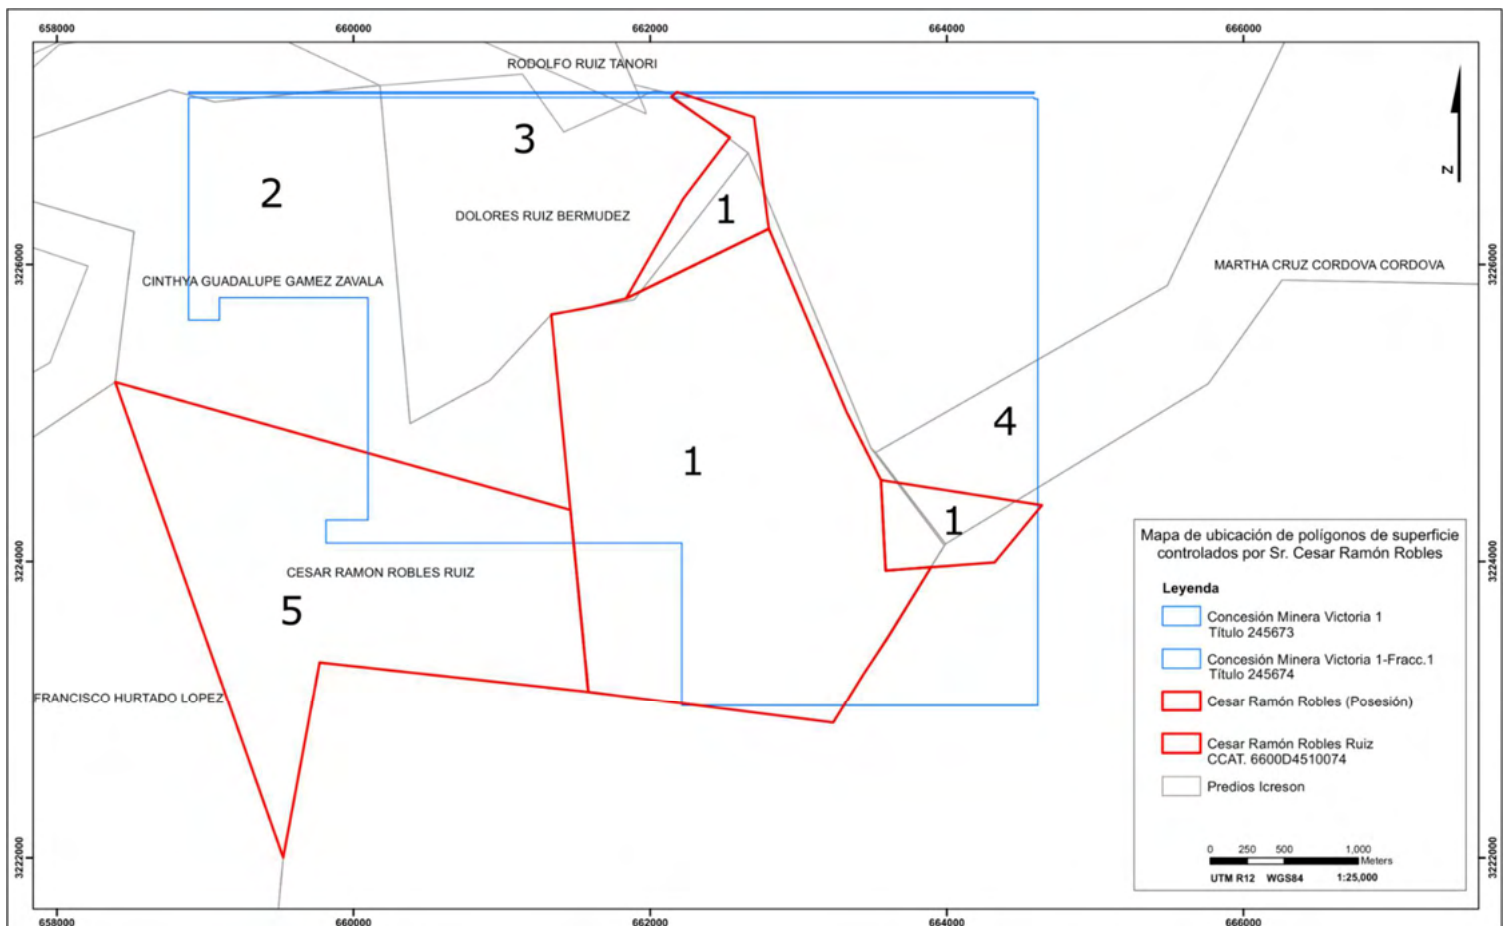 658000
660000
662000
664000
666000
RODOLFO RUIZ TANORI
3
2
N
1
DOLORES RUIZ BERMUDEZ
3226000
3226000
MARTHA CRUZ CORDOVA CORDOVA
CINTHYA GUADALUPE GAMEZ ZAVALA
4
1
1
Mapa de ubicación de polígonos de superficie
controlados por Sr. Cesar Ramón Robles
3224000
3224000
CESAR RAMON ROBLES RUIZ
Leyenda
5
Concesión Minera Victoria 1
Título 245673
Concesión Minera Victoria 1-Fracc.1
Título 245674
FRANCISCO HURTADO LOPEZ
Cesar Ramón Robles (Posesión)
Cesar Ramón Robles Ruiz
CCAT. 6600D4510074
Predios Icreson
0 250 500 1,000
Meters
UTM R12 WGS84 1:25,000
3222000
3222000
658000
660000
662000
664000
666000